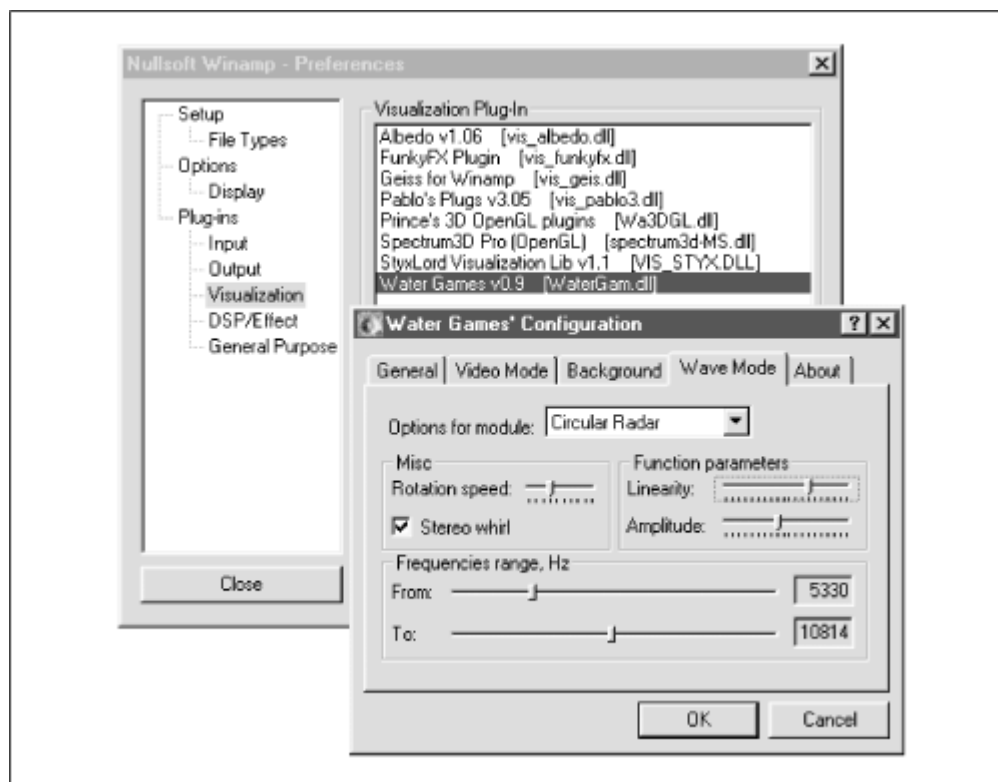 Nullsoft Winamp - Preferences
Setup
File Types
Options
Display
Plug-ins
Input
Output
Visualization
DSP/Effect
General Purpose
Close
Visualization Plug-In
Albedo v1.06 [vis_albedo.dll]
FunkyFX Plugin [vis_funkyfx.dll]
Geiss for Winamp [vis_geis.dll]
Pablo's Plugs v3.05 [vis_pablo3.dll]
Prince's 3D OpenGL plugins [Wa3DGL.dll]
Spectrum3D Pro (OpenGL) [spectrum3d-MS.dll]
StyxLord Visualization Lib v1.1 [VIS_STYX.DLL]
Water Games v0.9 [WaterGam.dll]
Water Games' Configuration
General Video Mode Background Wave Mode About
Options for module: Circular Radar
Misc
Rotation speed:
Stereo whirl
Function parameters
Linearity:
Amplitude:
Frequencies range, Hz
From: 5330
To: 10814
OK Cancel